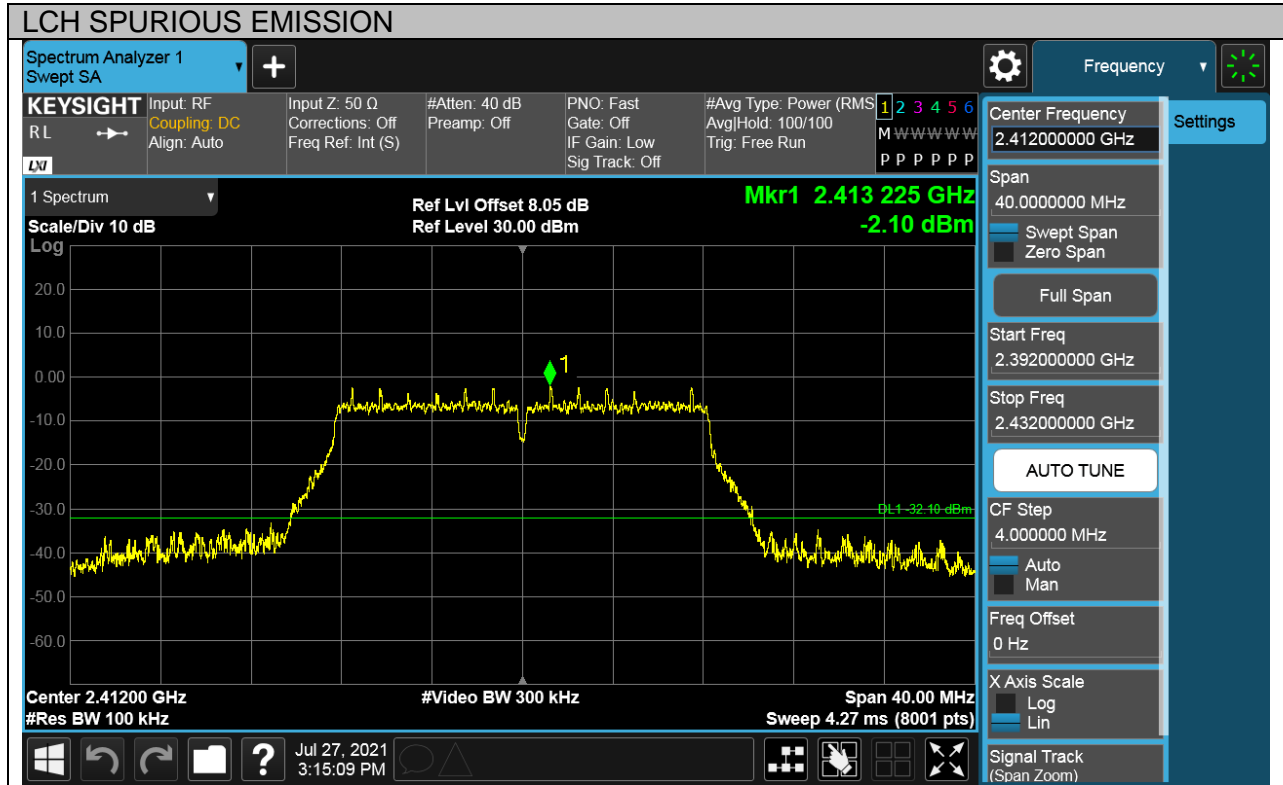 LCH SPURIOUS EMISSION
Spectrum Analyzer 1
Swept SA
+
Frequency
KEYSIGHT
RL
LXI
Input: RF
Coupling: DC
Align: Auto
Input Z: 50 Ω
Corrections: Off
Freq Ref: Int (S)
#Atten: 40 dB
Preamp: Off
PNO: Fast
Gate: Off
IF Gain: Low
Sig Track: Off
#Avg Type: Power (RMS
Avg|Hold: 100/100
Trig: Free Run
1 2 3 4 5 6
M W W W W W
P P P P P P
1 Spectrum
Scale/Div 10 dB
Log
Ref Lvl Offset 8.05 dB
Ref Level 30.00 dBm
Mkr1 2.413 225 GHz
-2.10 dBm
20.0
10.0
0.00
-10.0
-20.0
-30.0
-40.0
-50.0
-60.0
1
DL1 -32.10 dBm
Center 2.41200 GHz
#Res BW 100 kHz
#Video BW 300 kHz
Span 40.00 MHz
Sweep 4.27 ms (8001 pts)
?
Jul 27, 2021
3:15:09 PM
Center Frequency
2.412000000 GHz
Settings
Span
40.0000000 MHz
Swept Span
Zero Span
Full Span
Start Freq
2.392000000 GHz
Stop Freq
2.432000000 GHz
AUTO TUNE
CF Step
4.000000 MHz
Auto
Man
Freq Offset
0 Hz
X Axis Scale
Log
Lin
Signal Track
(Span Zoom)